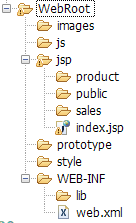 WebRoot
images
js
jsp
product
public
sales
index.jsp
prototype
style
WEB-INF
lib
web.xml